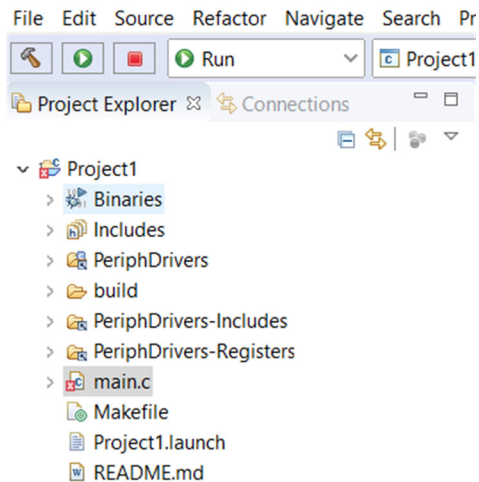 File Edit Source Refactor Navigate Search Pr
Run Project1
Project Explorer Connections
Project1
Binaries
Includes
PeriphDrivers
build
PeriphDrivers-Includes
PeriphDrivers-Registers
main.c
Makefile
Project1.launch
README.md